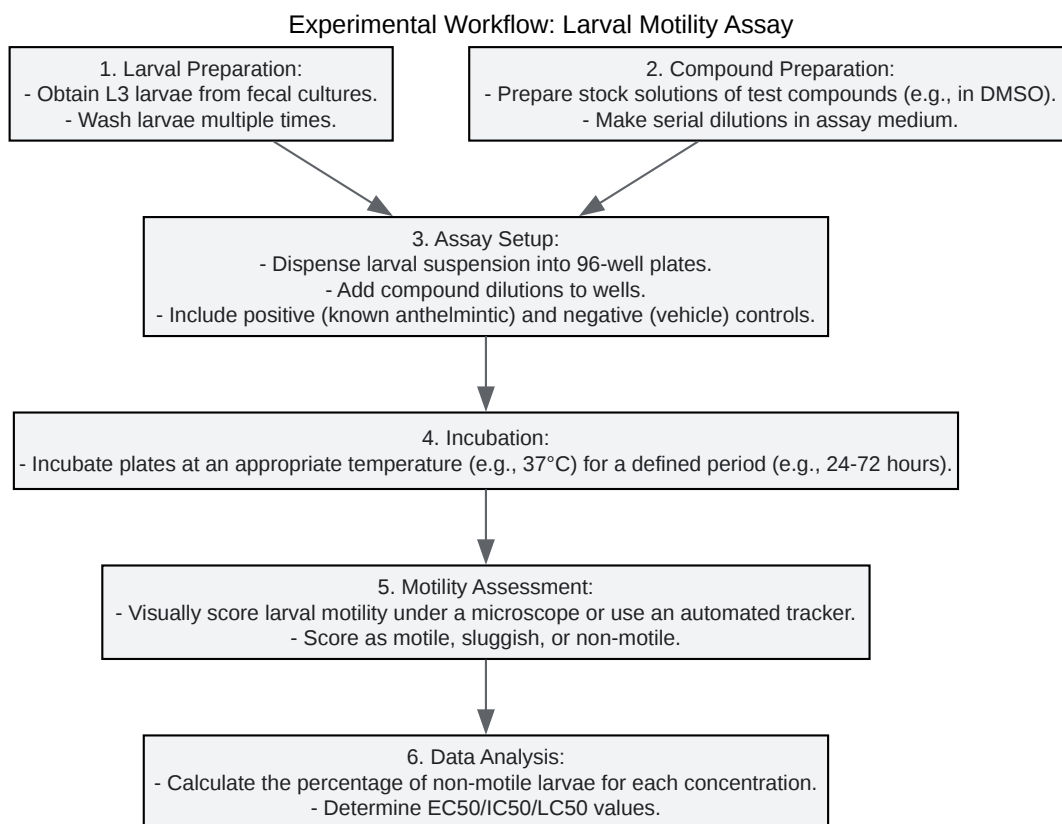 Experimental Workflow: Larval Motility Assay
1. Larval Preparation:
- Obtain L3 larvae from fecal cultures.
- Wash larvae multiple times.
2. Compound Preparation:
- Prepare stock solutions of test compounds (e.g., in DMSO).
- Make serial dilutions in assay medium.
3. Assay Setup:
- Dispense larval suspension into 96-well plates.
- Add compound dilutions to wells.
- Include positive (known anthelmintic) and negative (vehicle) controls.
4. Incubation:
- Incubate plates at an appropriate temperature (e.g., 37°C) for a defined period (e.g., 24-72 hours).
5. Motility Assessment:
- Visually score larval motility under a microscope or use an automated tracker.
- Score as motile, sluggish, or non-motile.
6. Data Analysis:
- Calculate the percentage of non-motile larvae for each concentration.
- Determine EC50/IC50/LC50 values.